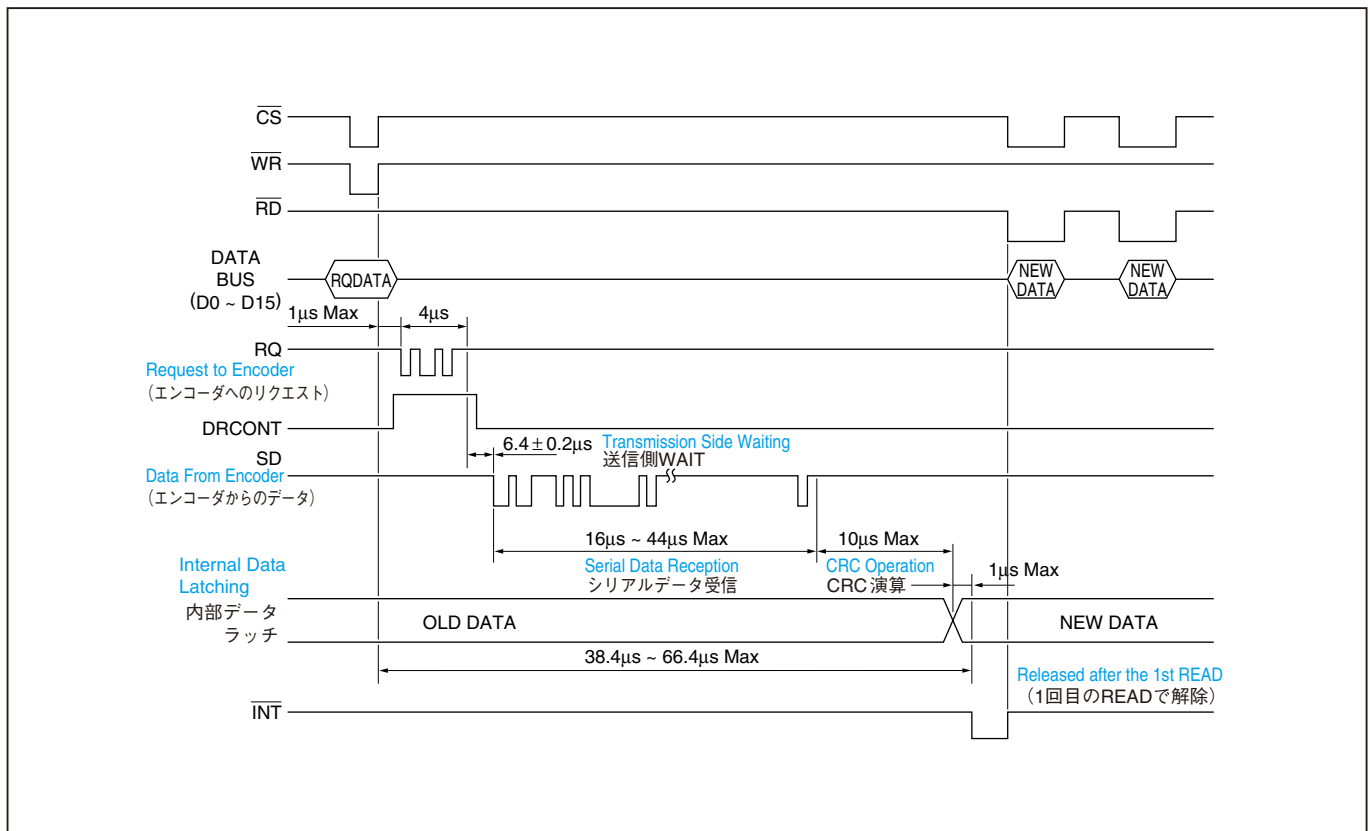 CS
WR
RD
DATA
BUS
(D0 ~ D15)
RQDATA
NEW
DATA
NEW
DATA
1μs Max
4μs
RQ
Request to Encoder
（エンコーダへのリクエスト）
DRCONT
6.4±0.2μs
Transmission Side Waiting
送信側WAIT
SD
Data From Encoder
（エンコーダからのデータ）
16μs ~ 44μs Max
10μs Max
Serial Data Reception
シリアルデータ受信
CRC Operation
CRC演算
1μs Max
Internal Data
Latching
内部データ
ラッチ
OLD DATA
NEW DATA
38.4μs ~ 66.4μs Max
Released after the 1st READ
（1回目のREADで解除）
INT